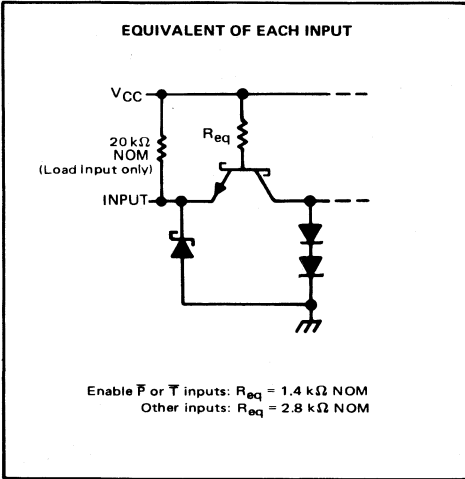 EQUIVALENT OF EACH INPUT
VCC
20 kΩ
NOM
(Load Input only)
Req
INPUT
Enable P̅ or T̅ inputs: Req = 1.4 kΩ NOM
Other inputs: Req = 2.8 kΩ NOM